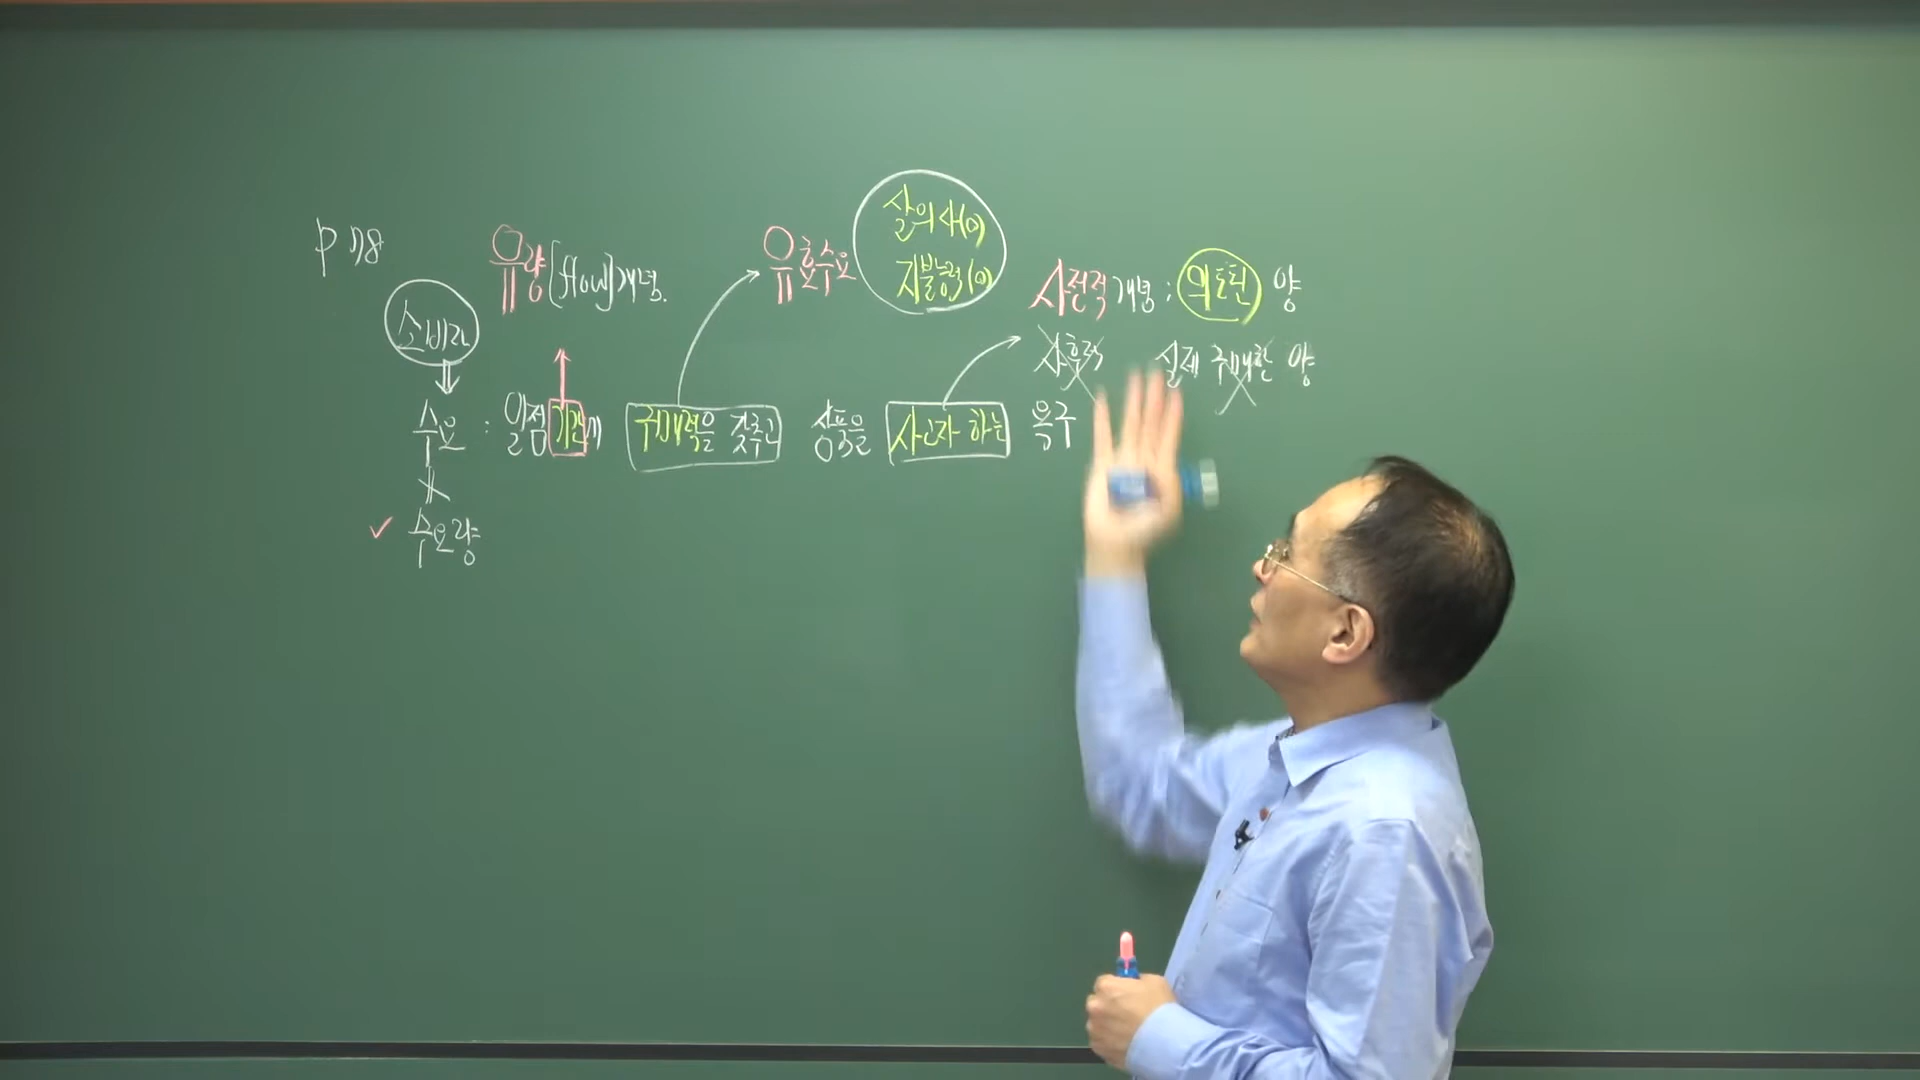 p 78
유량(flow)개념.
유효수요
살의사(이)
지불능력(이)
사전적 개념 : 의도된 양
사후적 실제 구매한 양
소비자
수요 : 일정기간에 구매력을 갖추고 상품을 사고자 하는 욕구
✓ 수요량